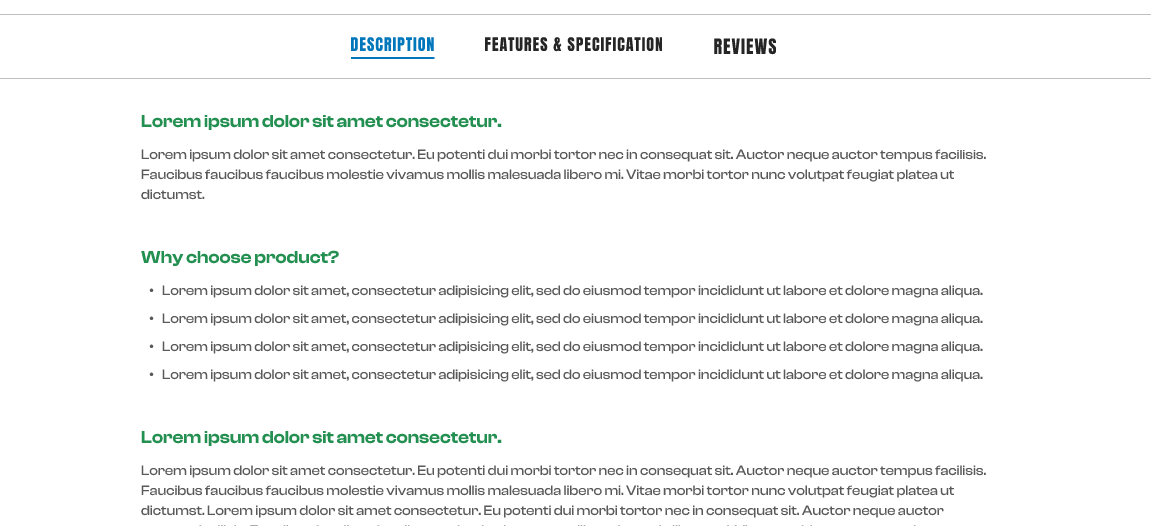 DESCRIPTION FEATURES & SPECIFICATION REVIEWS
Lorem ipsum dolor sit amet consectetur.
Lorem ipsum dolor sit amet consectetur. Eu potenti dui morbi tortor nec in consequat sit. Auctor neque auctor tempus facilisis.
Faucibus faucibus faucibus molestie vivamus mollis malesuada libero mi. Vitae morbi tortor nunc volutpat feugiat platea ut
dictumst.
Why choose product?
• Lorem ipsum dolor sit amet, consectetur adipisicing elit, sed do eiusmod tempor incididunt ut labore et dolore magna aliqua.
• Lorem ipsum dolor sit amet, consectetur adipisicing elit, sed do eiusmod tempor incididunt ut labore et dolore magna aliqua.
• Lorem ipsum dolor sit amet, consectetur adipisicing elit, sed do eiusmod tempor incididunt ut labore et dolore magna aliqua.
• Lorem ipsum dolor sit amet, consectetur adipisicing elit, sed do eiusmod tempor incididunt ut labore et dolore magna aliqua.
Lorem ipsum dolor sit amet consectetur.
Lorem ipsum dolor sit amet consectetur. Eu potenti dui morbi tortor nec in consequat sit. Auctor neque auctor tempus facilisis.
Faucibus faucibus faucibus molestie vivamus mollis malesuada libero mi. Vitae morbi tortor nunc volutpat feugiat platea ut
dictumst. Lorem ipsum dolor sit amet consectetur. Eu potenti dui morbi tortor nec in consequat sit. Auctor neque auctor